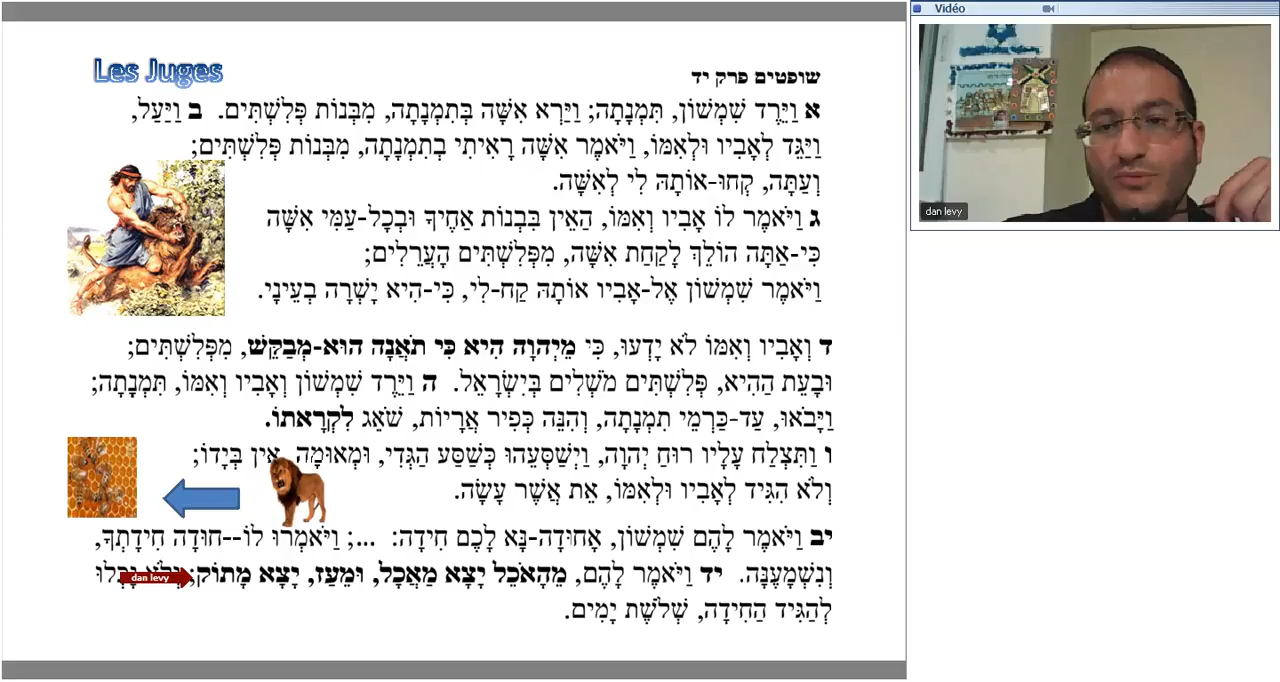 Les Juges
שופטים פרק יד
א וַיֵּרֶד שִׁמְשׁוֹן, תִּמְנָתָה; וַיַּרְא אִשָּׁה בְּתִמְנָתָה, מִבְּנוֹת פְּלִשְׁתִּים. ב וַיַּעַל,
וַיַּגֵּד לְאָבִיו וּלְאִמּוֹ, וַיֹּאמֶר אִשָּׁה רָאִיתִי בְתִמְנָתָה, מִבְּנוֹת פְּלִשְׁתִּים;
וְעַתָּה, קְחוּ-אוֹתָהּ לִּי לְאִשָּׁה.
ג וַיֹּאמֶר לוֹ אָבִיו וְאִמּוֹ, הַאֵין בִּבְנוֹת אַחֶיךָ וּבְכָל-עַמִּי אִשָּׁה
כִּי-אַתָּה הוֹלֵךְ לָקַחַת אִשָּׁה, מִפְּלִשְׁתִּים הָעֲרֵלִים;
וַיֹּאמֶר שִׁמְשׁוֹן אֶל-אָבִיו אוֹתָהּ קַח-לִי, כִּי-הִיא יָשְׁרָה בְעֵינָי.
ד וְאָבִיו וְאִמּוֹ לֹא יָדְעוּ, כִּי מֵיְהוָה הִיא כִּי תֹאֲנָה הוּא-מְבַקֵּשׁ, מִפְּלִשְׁתִּים;
וּבָעֵת הַהִיא, פְּלִשְׁתִּים מֹשְׁלִים בְּיִשְׂרָאֵל. ה וַיֵּרֶד שִׁמְשׁוֹן וְאָבִיו וְאִמּוֹ, תִּמְנָתָה;
וַיָּבֹאוּ, עַד-כַּרְמֵי תִמְנָתָה, וְהִנֵּה כְּפִיר אֲרָיוֹת, שֹׁאֵג לִקְרָאתוֹ.
ו וַתִּצְלַח עָלָיו רוּחַ יְהוָה, וַיְשַׁסְּעֵהוּ כְּשַׁסַּע הַגְּדִי, וּמְאוּמָה, אֵין בְּיָדוֹ;
וְלֹא הִגִּיד לְאָבִיו וּלְאִמּוֹ, אֵת אֲשֶׁר עָשָׂה.
יב וַיֹּאמֶר לָהֶם שִׁמְשׁוֹן, אָחוּדָה-נָּא לָכֶם חִידָה: ...; וַיֹּאמְרוּ לוֹ--חוּדָה חִידָתְךָ,
וְנִשְׁמָעֶנָּה. יד וַיֹּאמֶר לָהֶם, מֵהָאֹכֵל יָצָא מַאֲכָל, וּמֵעַז, יָצָא מָתוֹק; וְלֹא יָכְלוּ
לְהַגִּיד הַחִידָה, שְׁלֹשֶׁת יָמִים.
dan levy
Vidéo
dan levy